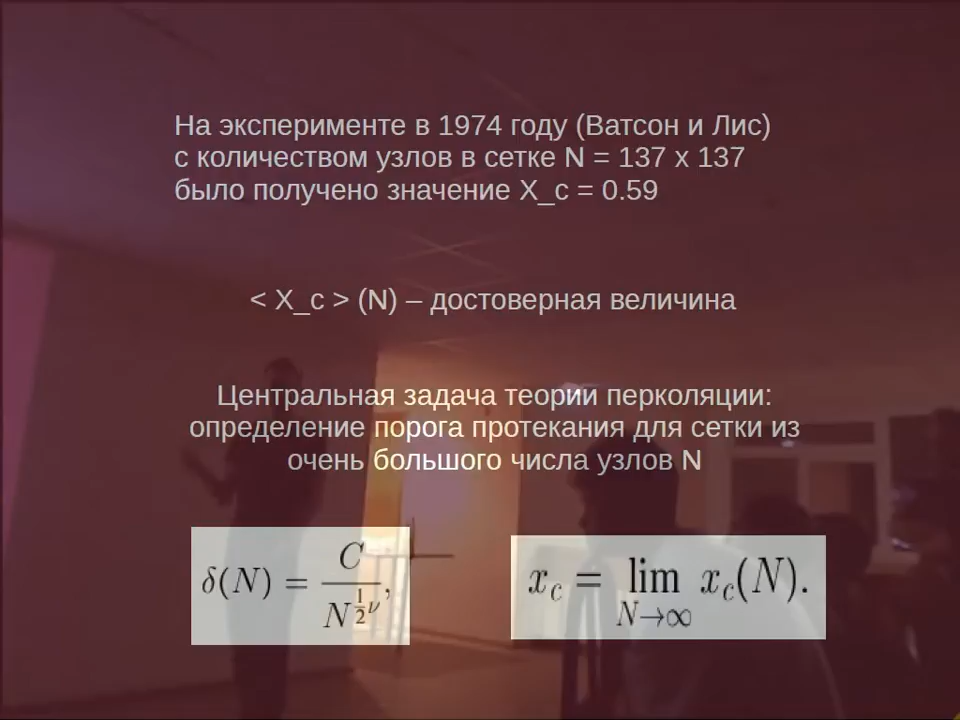 На эксперименте в 1974 году (Ватсон и Лис)
с количеством узлов в сетке N = 137 x 137
было получено значение X_c = 0.59
< X_c > (N) – достоверная величина
Центральная задача теории перколяции:
определение порога протекания для сетки из
очень большого числа узлов N
δ(N) = C / N^{1/2 ν},
x_c = lim_{N→∞} x_c(N).